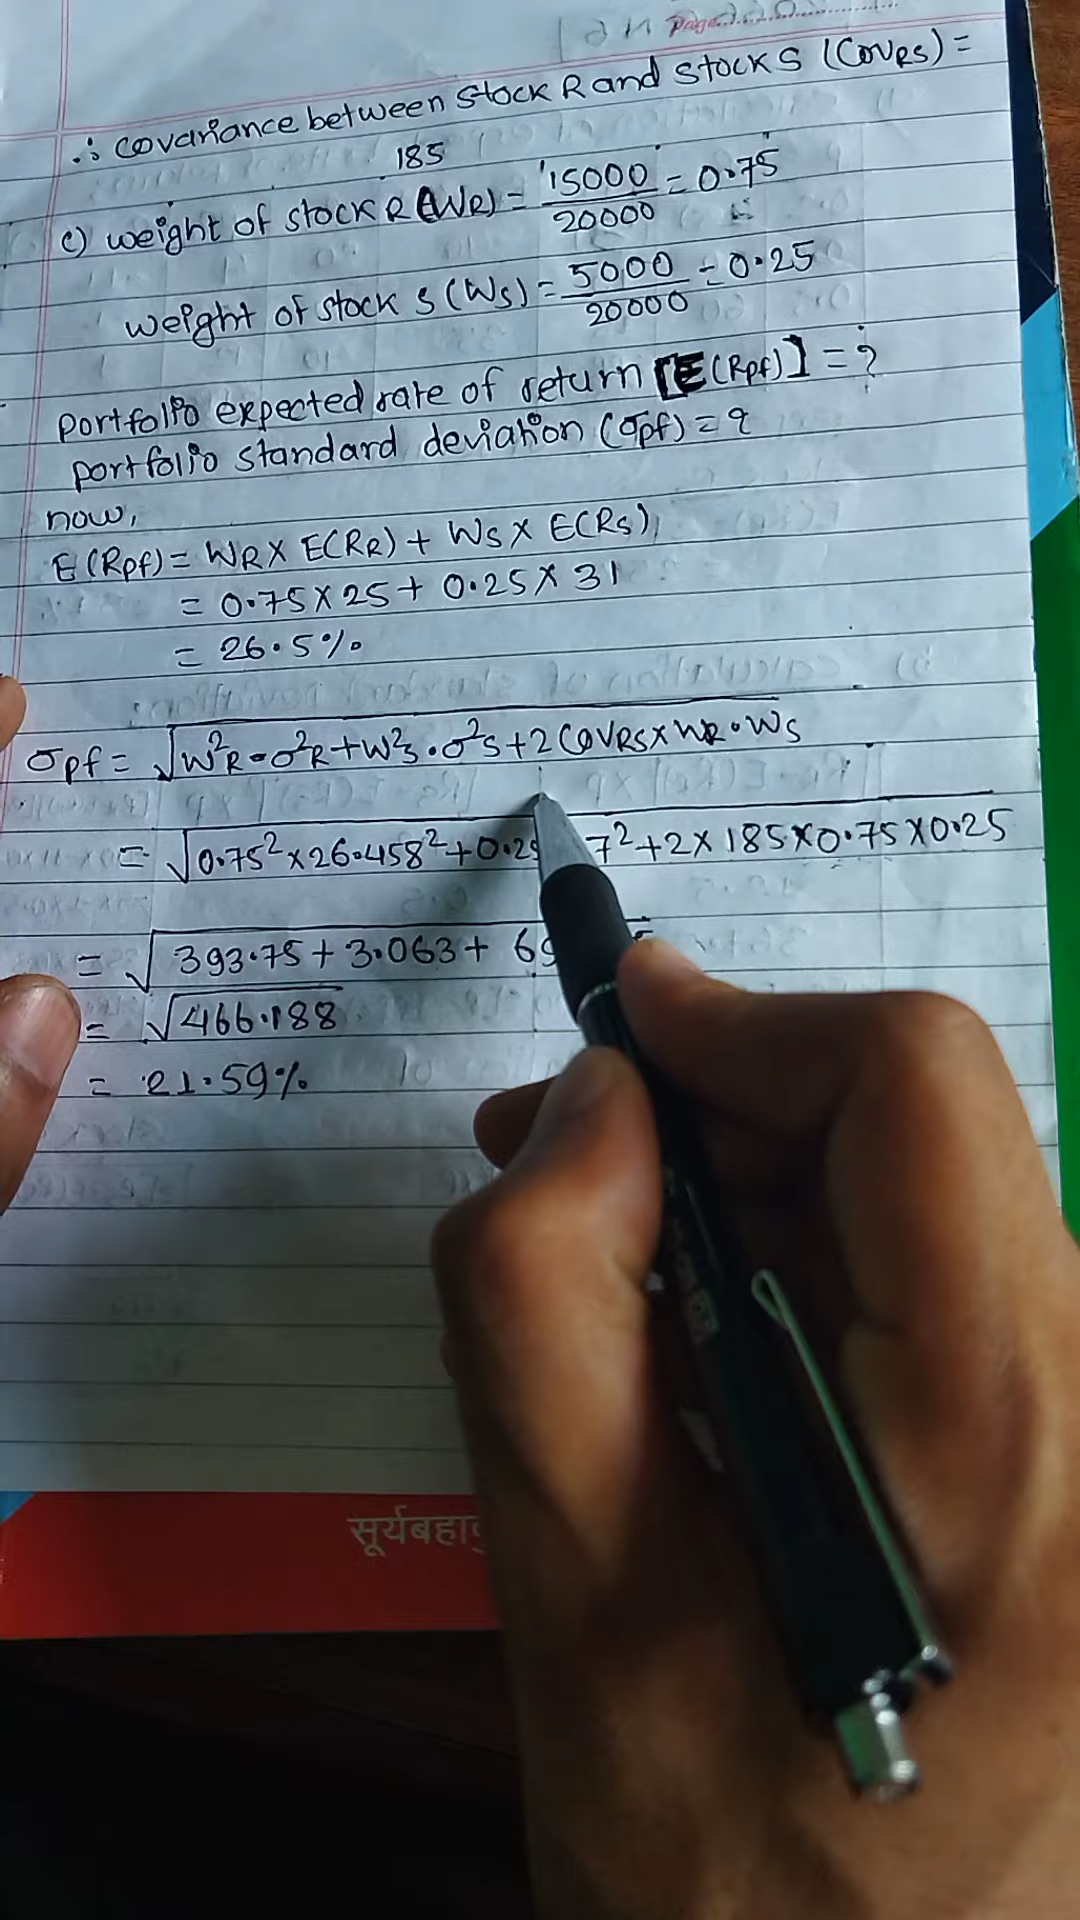 Page
∴ covariance between stock R and stock S (CovRS) =
185
c) weight of stock R (WR) = 15000/20000 = 0.75
weight of stock S (WS) = 5000/20000 = 0.25
portfolio expected rate of return [E(Rpf)] = ?
portfolio standard deviation (σpf) = ?
now,
E(Rpf) = WR X E(RR) + WS X E(RS)
= 0.75 X 25 + 0.25 X 31
= 26.5%
σpf = √W²R.σ²R + W²S.σ²S + 2 COVRS x WR.WS
= √0.75² x 26.458² + 0.2 7² + 2 x 185 x 0.75 x 0.25
= √393.75 + 3.063 + 6
= √466.188
= 21.59%
सूर्यबहादु